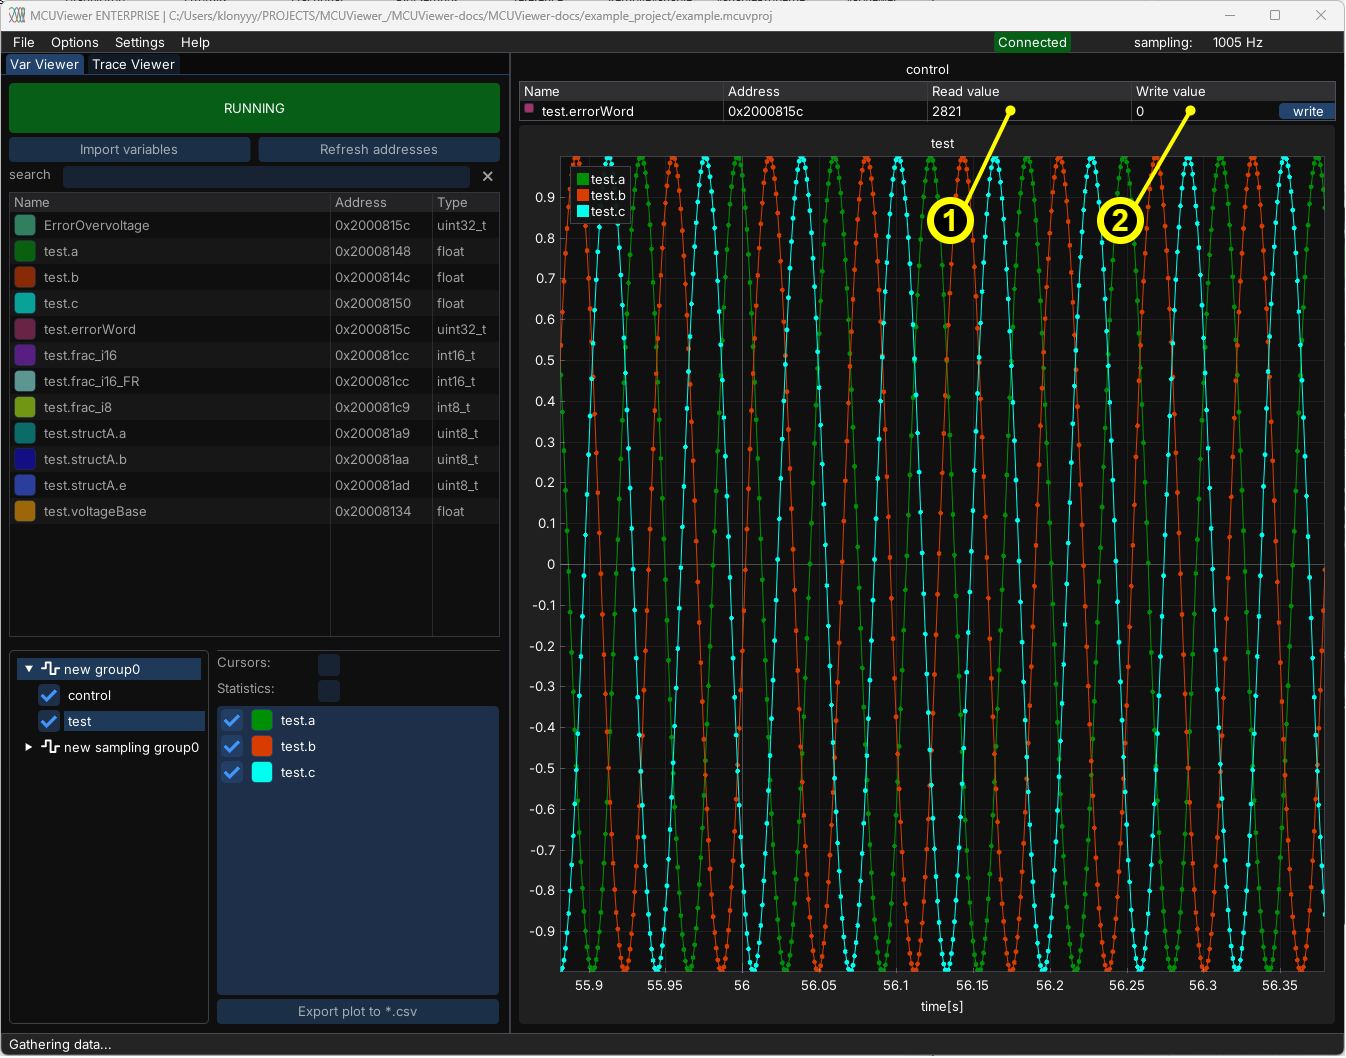 MCUViewer ENTERPRISE | C:/Users/klonyyy/PROJECTS/MCUViewer_/MCUViewer-docs/MCUViewer-docs/example_project/example.mcuvproj
File Options Settings Help Connected sampling: 1005 Hz
Var Viewer Trace Viewer
RUNNING
Import variables Refresh addresses
search
Name Address Type
ErrorOvervoltage 0x2000815c uint32_t
test.a 0x20008148 float
test.b 0x2000814c float
test.c 0x20008150 float
test.errorWord 0x2000815c uint32_t
test.frac_i16 0x200081cc int16_t
test.frac_i16_FR 0x200081cc int16_t
test.frac_i8 0x200081c9 int8_t
test.structA.a 0x200081a9 uint8_t
test.structA.b 0x200081aa uint8_t
test.structA.e 0x200081ad uint8_t
test.voltageBase 0x20008134 float
new group0
control
test
new sampling group0
Cursors:
Statistics:
test.a
test.b
test.c
Export plot to *.csv
control
Name Address Read value Write value
test.errorWord 0x2000815c 2821 0 write
test
test.a
test.b
test.c
1
2
0.9
0.8
0.7
0.6
0.5
0.4
0.3
0.2
0.1
0
-0.1
-0.2
-0.3
-0.4
-0.5
-0.6
-0.7
-0.8
-0.9
55.9 55.95 56 56.05 56.1 56.15 56.2 56.25 56.3 56.35
time[s]
Gathering data...